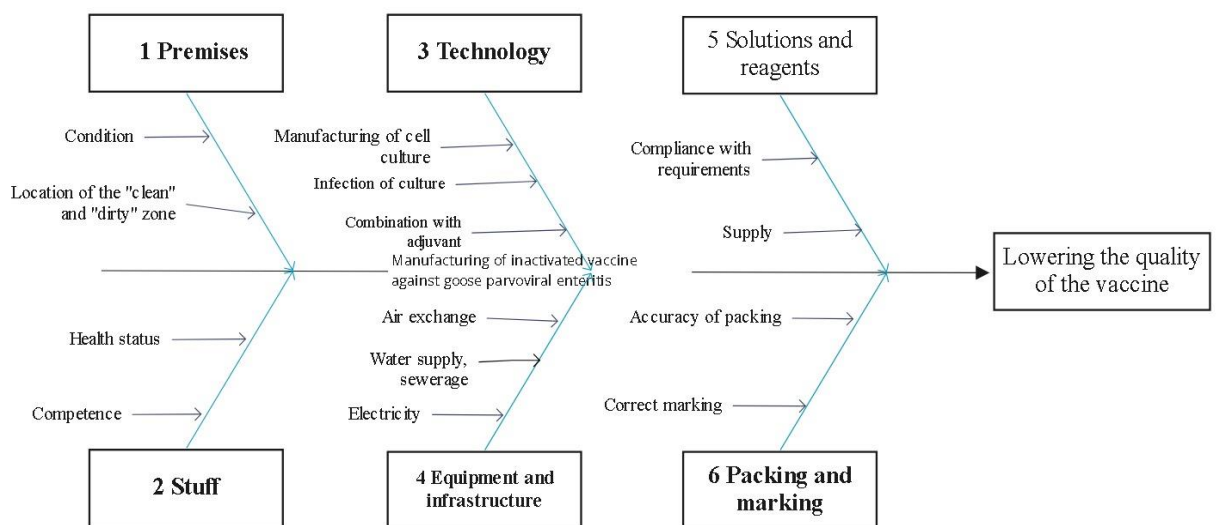 1 Premises
3 Technology
5 Solutions and
reagents
Condition
Location of the "clean"
and "dirty" zone
Manufacturing of cell
culture
Infection of culture
Combination with
adjuvant
Compliance with
requirements
Supply
Manufacturing of inactivated vaccine
against goose parvoviral enteritis
Lowering the quality
of the vaccine
Health status
Competence
Air exchange
Water supply,
sewerage
Electricity
Accuracy of packing
Correct marking
2 Stuff
4 Equipment and
infrastructure
6 Packing and
marking